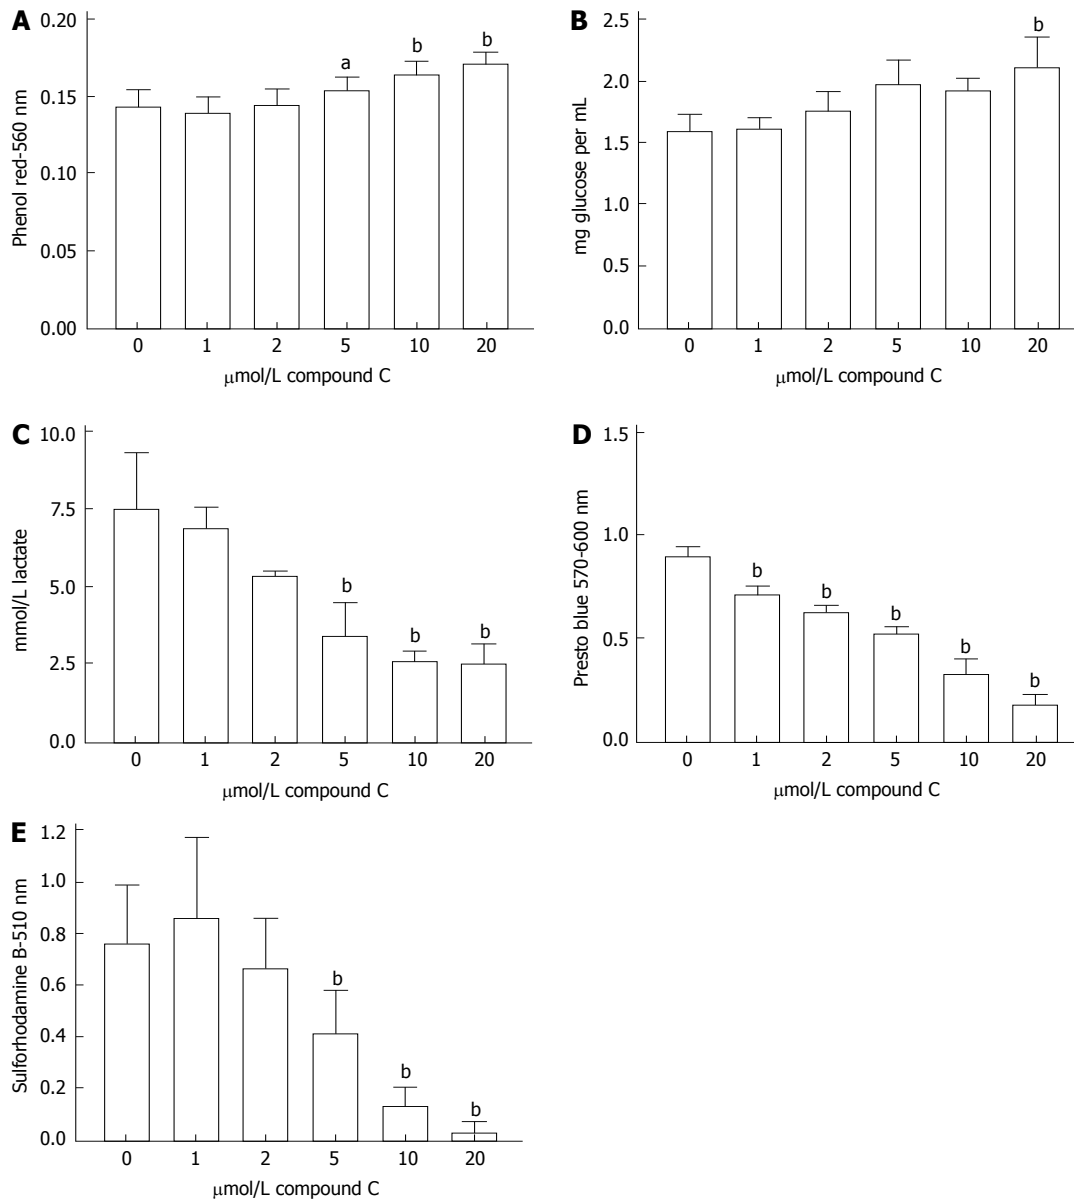 A
Phenol red-560 nm
0.20
0.15
0.10
0.05
0.00
a
b
b
0
1
2
5
10
20
μmol/L compound C
B
mg glucose per mL
2.5
2.0
1.5
1.0
0.5
0.0
b
0
1
2
5
10
20
μmol/L compound C
C
mmol/L lactate
10.0
7.5
5.0
2.5
0.0
b
b
b
0
1
2
5
10
20
μmol/L compound C
D
Presto blue 570-600 nm
1.5
1.0
0.5
0.0
b
b
b
b
b
0
1
2
5
10
20
μmol/L compound C
E
Sulforhodamine B-510 nm
1.2
1.0
0.8
0.6
0.4
0.2
0.0
b
b
b
0
1
2
5
10
20
μmol/L compound C